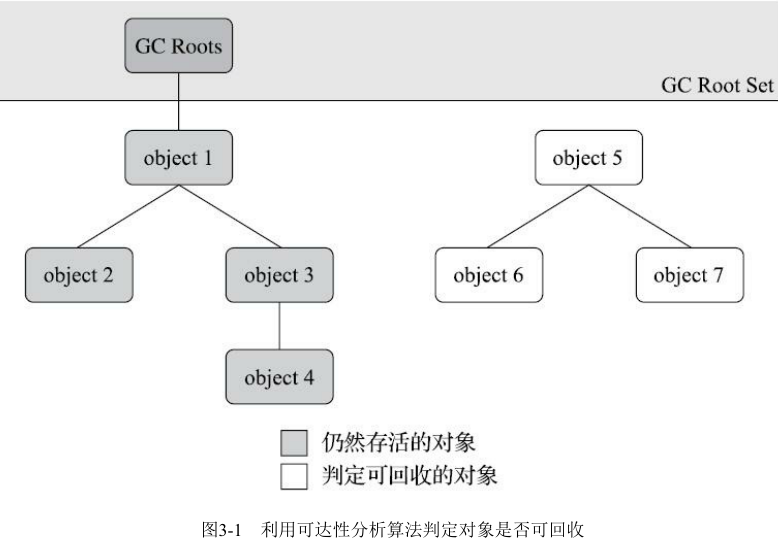 GC Roots
GC Root Set
object 1
object 5
object 2
object 3
object 6
object 7
object 4
仍然存活的对象
判定可回收的对象
图3-1 利用可达性分析算法判定对象是否可回收